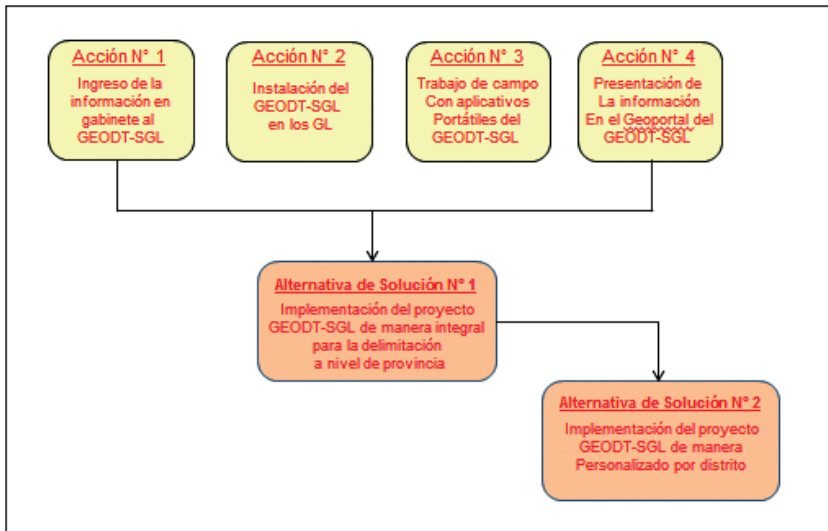 Acción N° 1
Ingreso de la
información en
gabinete al
GEODT-SGL
Acción N° 2
Instalación del
GEODT-SGL
en los GL
Acción N° 3
Trabajo de campo
Con aplicativos
Portátiles del
GEODT-SGL
Acción N° 4
Presentación de
La información
En el Geoportal del
GEODT-SGL
Alternativa de Solución N° 1
Implementación del proyecto
GEODT-SGL de manera integral
para la delimitación
a nivel de provincia
Alternativa de Solución N° 2
Implementación del proyecto
GEODT-SGL de manera
Personalizado por distrito